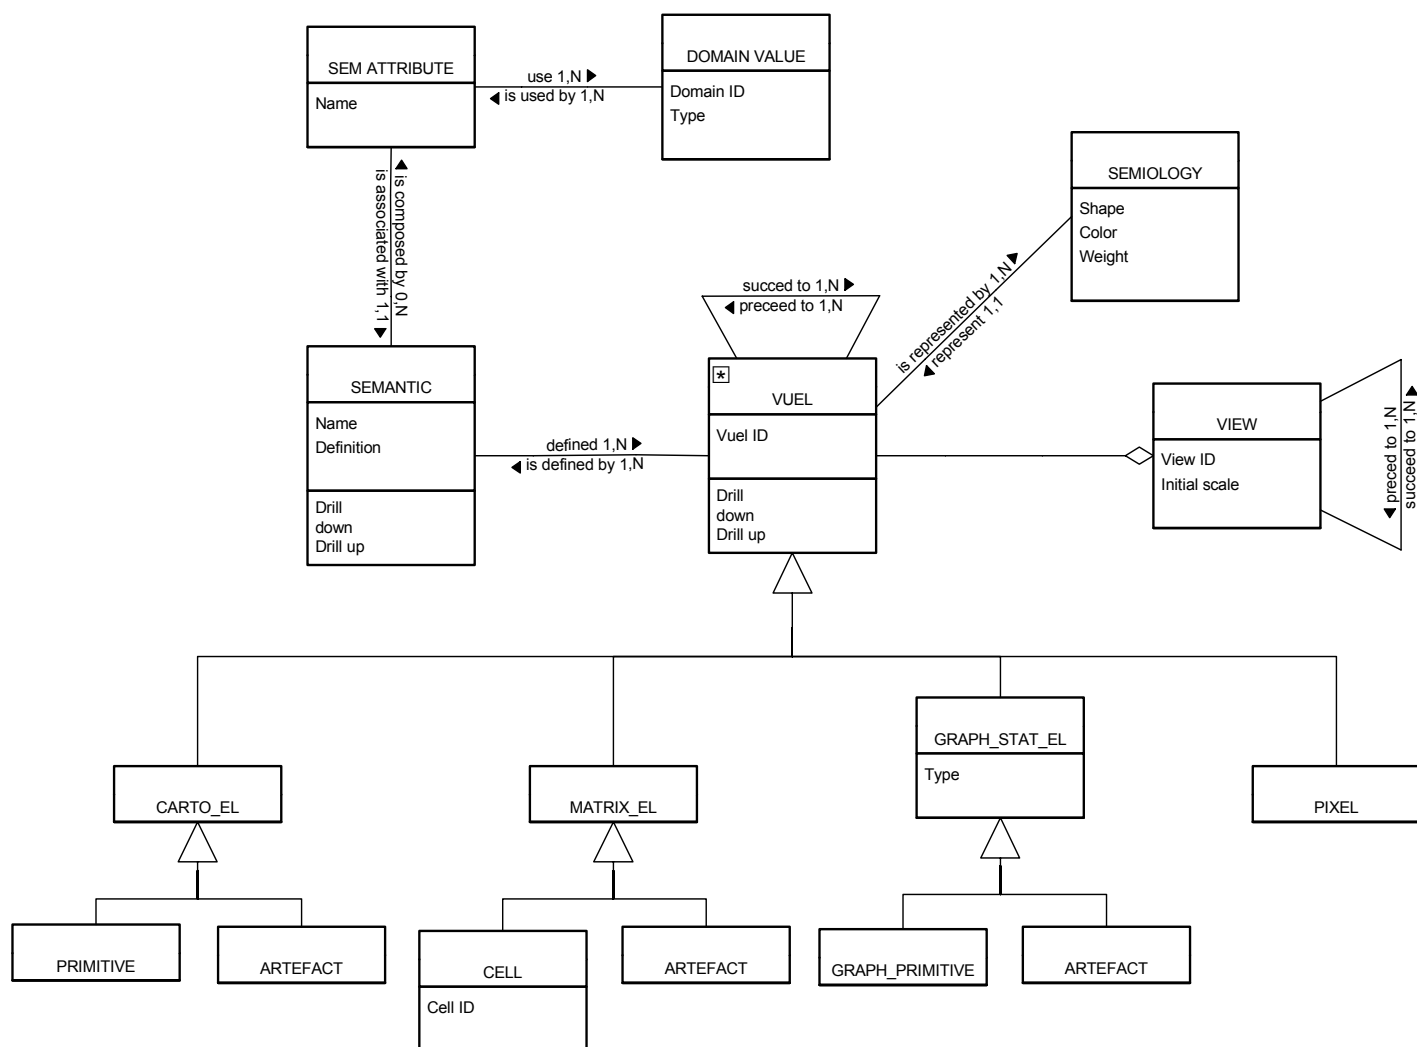 SEM ATTRIBUTE
Name
use 1,N ▶
◀ is used by 1,N
DOMAIN VALUE
Domain ID
Type
SEMIOLOGY
Shape
Color
Weight
◀ is composed by 0,N
is associated with 1,1 ▶
succed to 1,N ▶
◀ preceed to 1,N
is represented by 1,N ▶
◀ represent 1,1
SEMANTIC
Name
Definition
Drill
down
Drill up
defined 1,N ▶
◀ is defined by 1,N
*
VUEL
Vuel ID
Drill
down
Drill up
VIEW
View ID
Initial scale
◀ preced to 1,N
succeed to 1,N ▶
CARTO_EL
MATRIX_EL
GRAPH_STAT_EL
Type
PIXEL
PRIMITIVE
ARTEFACT
CELL
Cell ID
ARTEFACT
GRAPH_PRIMITIVE
ARTEFACT